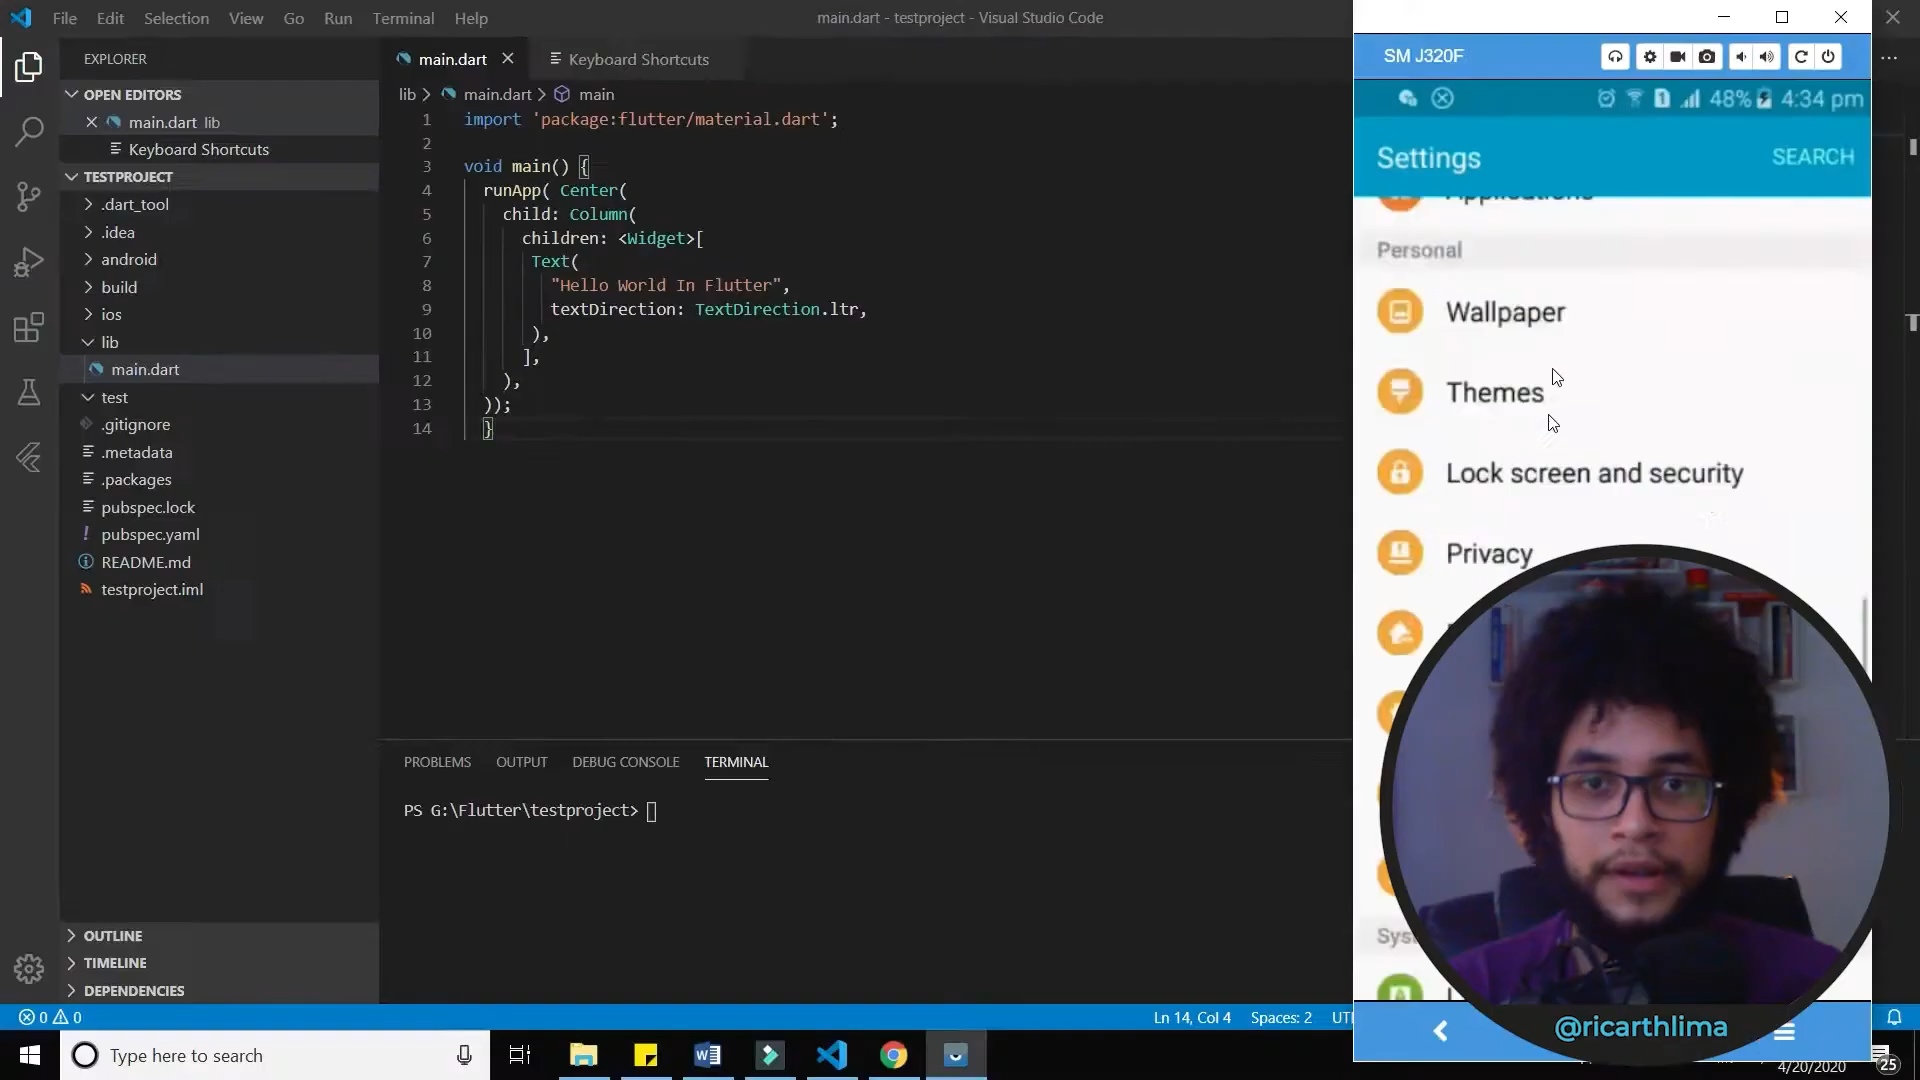 File Edit Selection View Go Run Terminal Help
main.dart - testproject - Visual Studio Code
EXPLORER
OPEN EDITORS
main.dart lib
Keyboard Shortcuts
TESTPROJECT
.dart_tool
.idea
android
build
ios
lib
main.dart
test
.gitignore
.metadata
.packages
pubspec.lock
pubspec.yaml
README.md
testproject.iml
OUTLINE
TIMELINE
DEPENDENCIES
main.dart
Keyboard Shortcuts
lib > main.dart > main
1 import 'package:flutter/material.dart';
2
3 void main() {
4 runApp( Center(
5 child: Column(
6 children: <Widget>[
7 Text(
8 "Hello World In Flutter",
9 textDirection: TextDirection.ltr,
10 ),
11 ],
12 ),
13 ));
14 }
PROBLEMS OUTPUT DEBUG CONSOLE TERMINAL
PS G:\Flutter\testproject>
0 0
Ln 14, Col 4 Spaces: 2
SM J320F
1 48% 4:34 pm
Settings SEARCH
Applications
Personal
Wallpaper
Themes
Lock screen and security
Privacy
@ricarthlima
Type here to search
4/20/2020
25